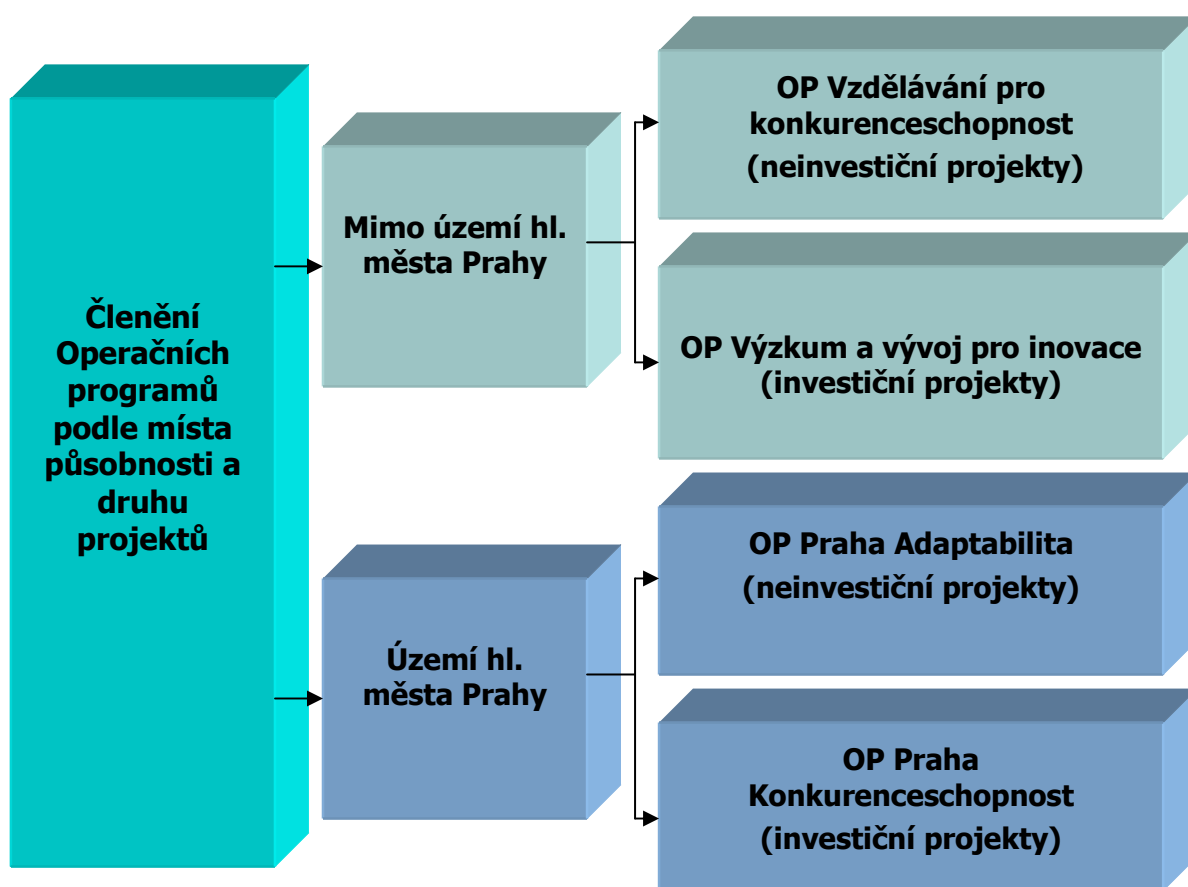 Členění
Operačních
programů
podle místa
působnosti a
druhu
projektů
Mimo území hl.
města Prahy
OP Vzdělávání pro
konkurenceschopnost
(neinvestiční projekty)
OP Výzkum a vývoj pro inovace
(investiční projekty)
Území hl.
města Prahy
OP Praha Adaptabilita
(neinvestiční projekty)
OP Praha
Konkurenceschopnost
(investiční projekty)